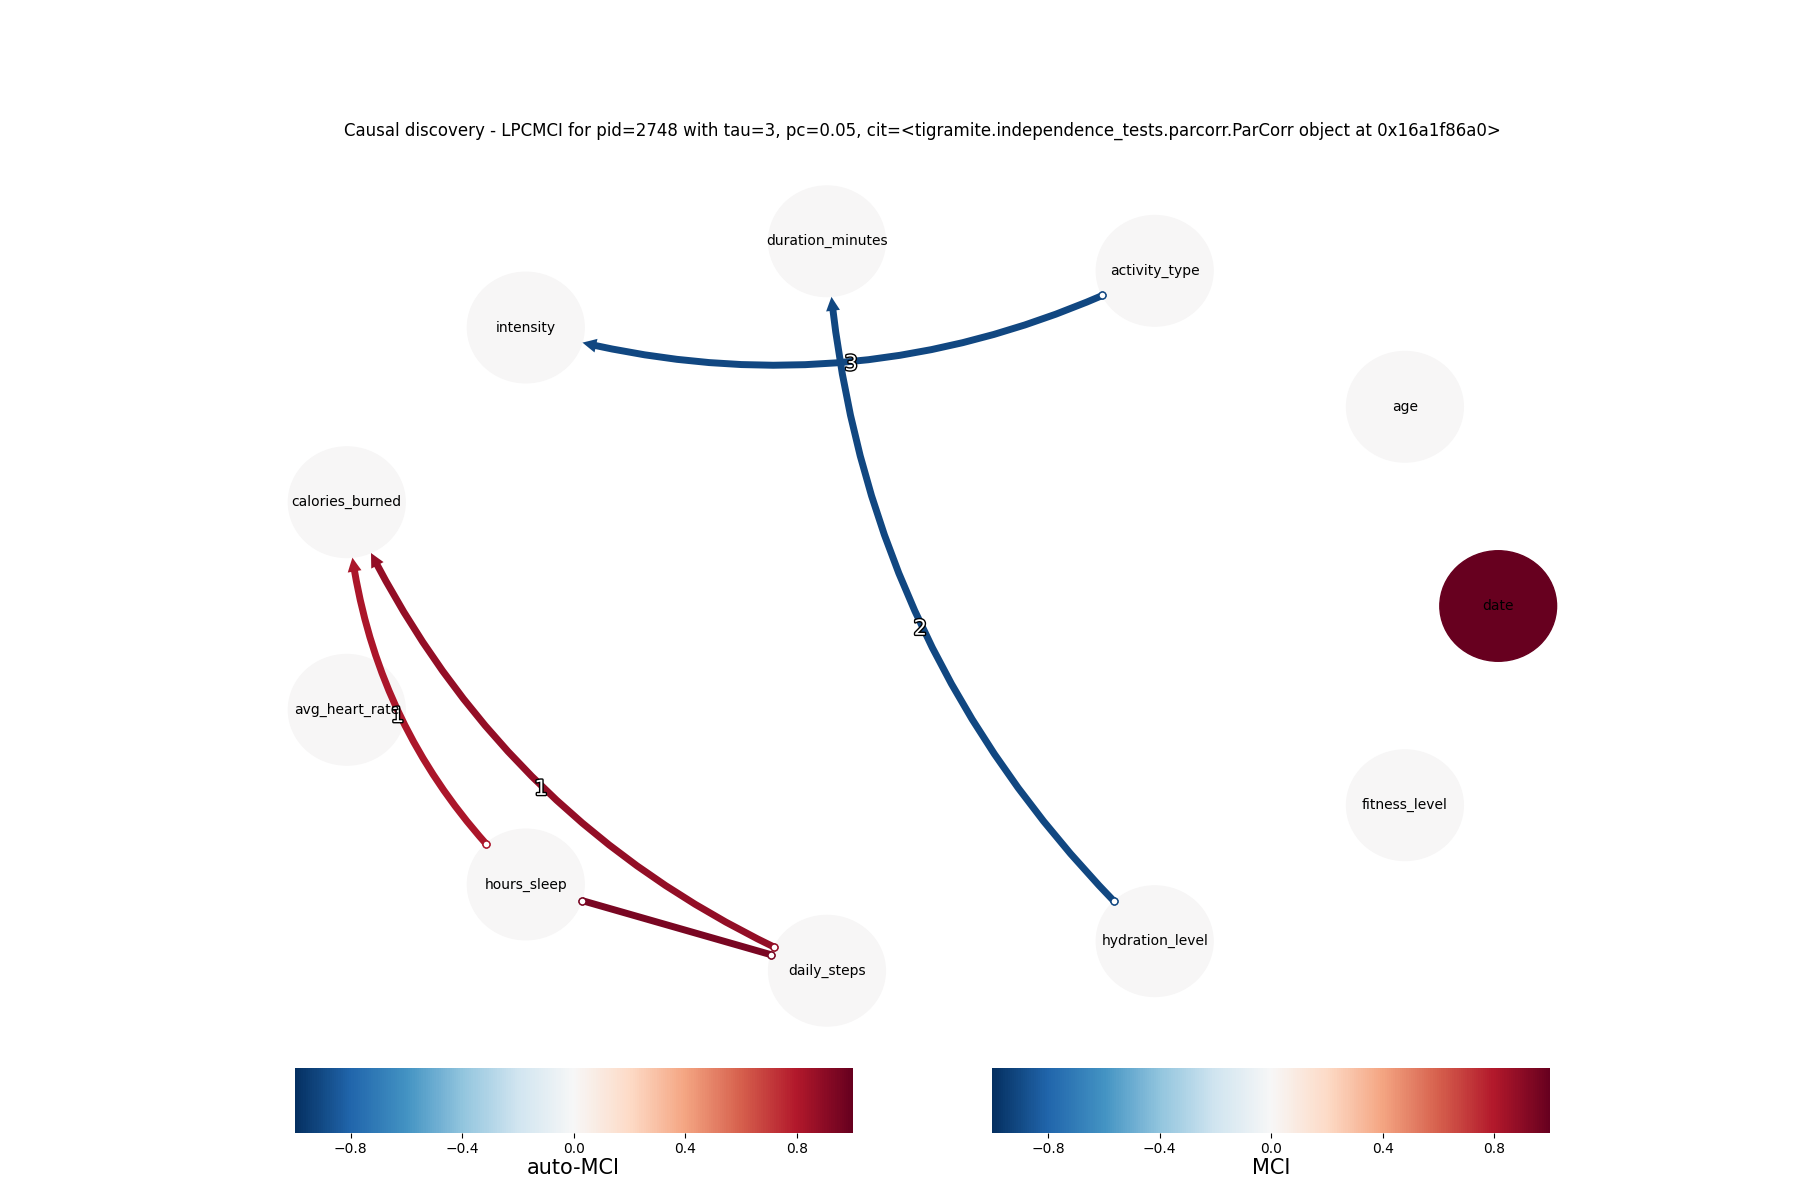 Causal discovery - LPCMCI for pid=2748 with tau=3, pc=0.05, cit=<tigramite.independence_tests.parcorr.ParCorr object at 0x16a1f86a0>
duration_minutes
activity_type
intensity
3
age
calories_burned
date
2
avg_heart_rate
1
1
fitness_level
hours_sleep
hydration_level
daily_steps
−0.8 −0.4 0.0 0.4 0.8
auto-MCI
−0.8 −0.4 0.0 0.4 0.8
MCI